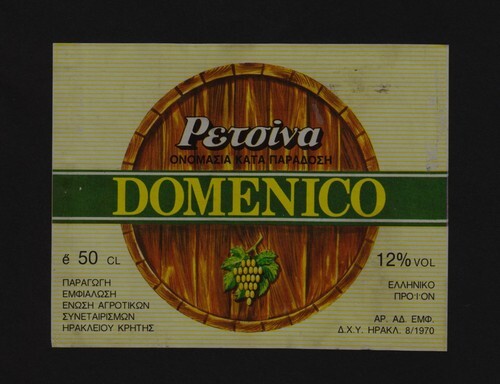 Ρετσίνα
ΟΝΟΜΑΣΙΑ ΚΑΤΑ ΠΑΡΑΔΟΣΗ
DOMENICO
e 50 CL
12% VOL
ΠΑΡΑΓΩΓΗ
ΕΜΦΙΑΛΩΣΗ
ΕΝΩΣΗ ΑΓΡΟΤΙΚΩΝ
ΣΥΝΕΤΑΙΡΙΣΜΩΝ
ΗΡΑΚΛΕΙΟΥ ΚΡΗΤΗΣ
ΕΛΛΗΝΙΚΟ
ΠΡΟΪΟΝ
ΑΡ. ΑΔ. ΕΜΦ.
Δ.Χ.Υ. ΗΡΑΚΛ. 8/1970